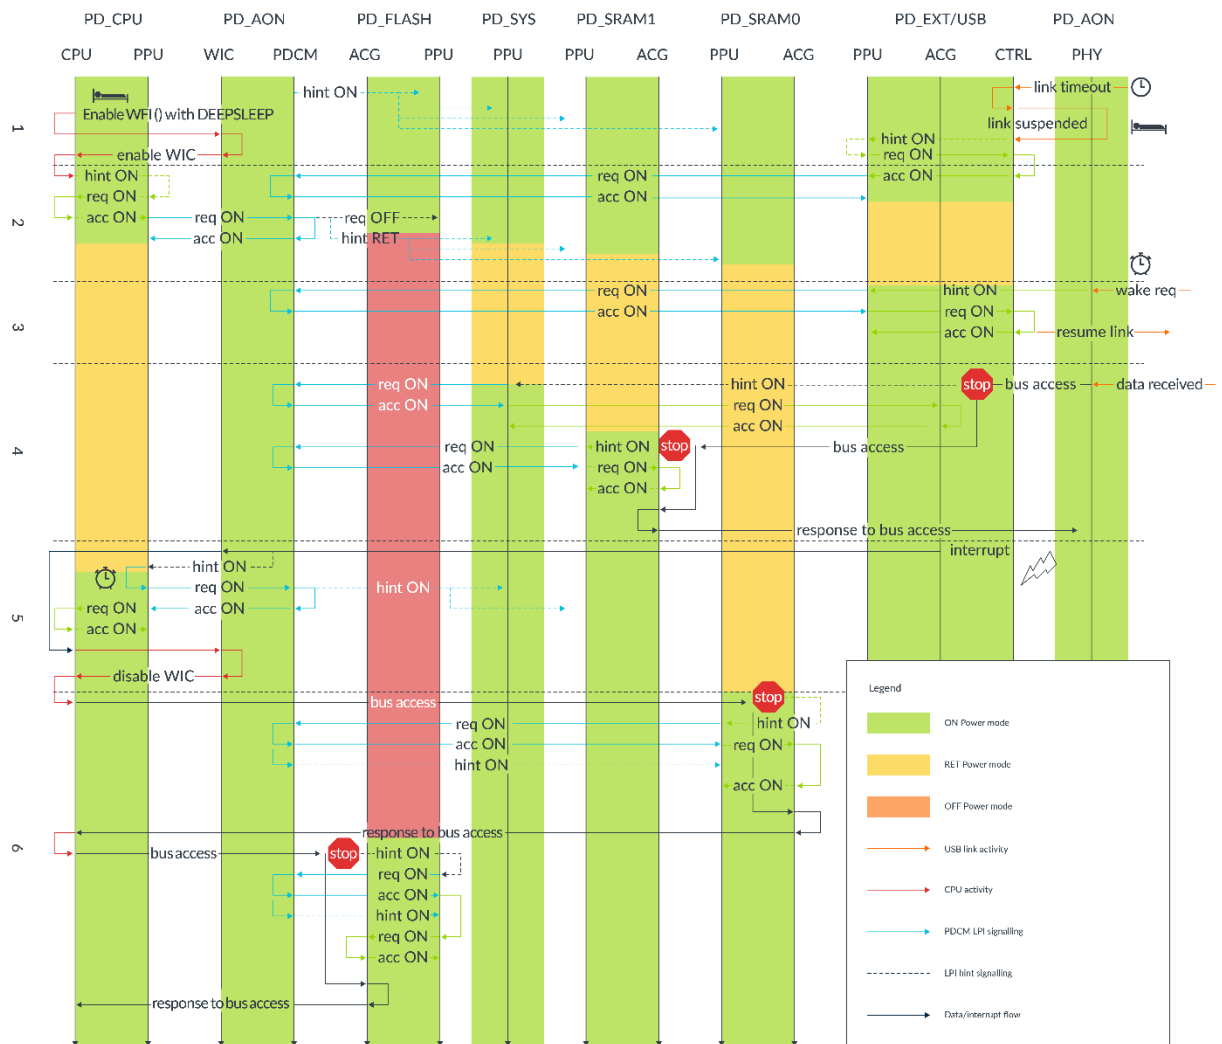 PD_CPU PD_AON PD_FLASH PD_SYS PD_SRAM1 PD_SRAM0 PD_EXT/USB PD_AON
CPU PPU WIC PDCM ACG PPU PPU PPU ACG PPU ACG PPU ACG CTRL PHY
hint ON link timeout
Enable WFI() with DEEPSLEEP
link suspended
1
hint ON
enable WIC req ON
hint ON req ON acc ON
req ON acc ON
acc ON req ON req OFF
2
acc ON hint RET
req ON hint ON wake req
acc ON req ON
3
acc ON resume link
req ON hint ON stop bus access data received
acc ON req ON
acc ON
req ON hint ON stop bus access
4
acc ON req ON
acc ON
response to bus access
interrupt
hint ON
req ON hint ON
req ON acc ON
5
acc ON
disable WIC
bus access stop
req ON hint ON
acc ON req ON
hint ON
acc ON
response to bus access
6
bus access stop hint ON
req ON
acc ON
hint ON
req ON
acc ON
response to bus access
Legend
ON Power mode
RET Power mode
OFF Power mode
USB link activity
CPU activity
PDCM LPI signalling
LPI hint signalling
Data/interrupt flow